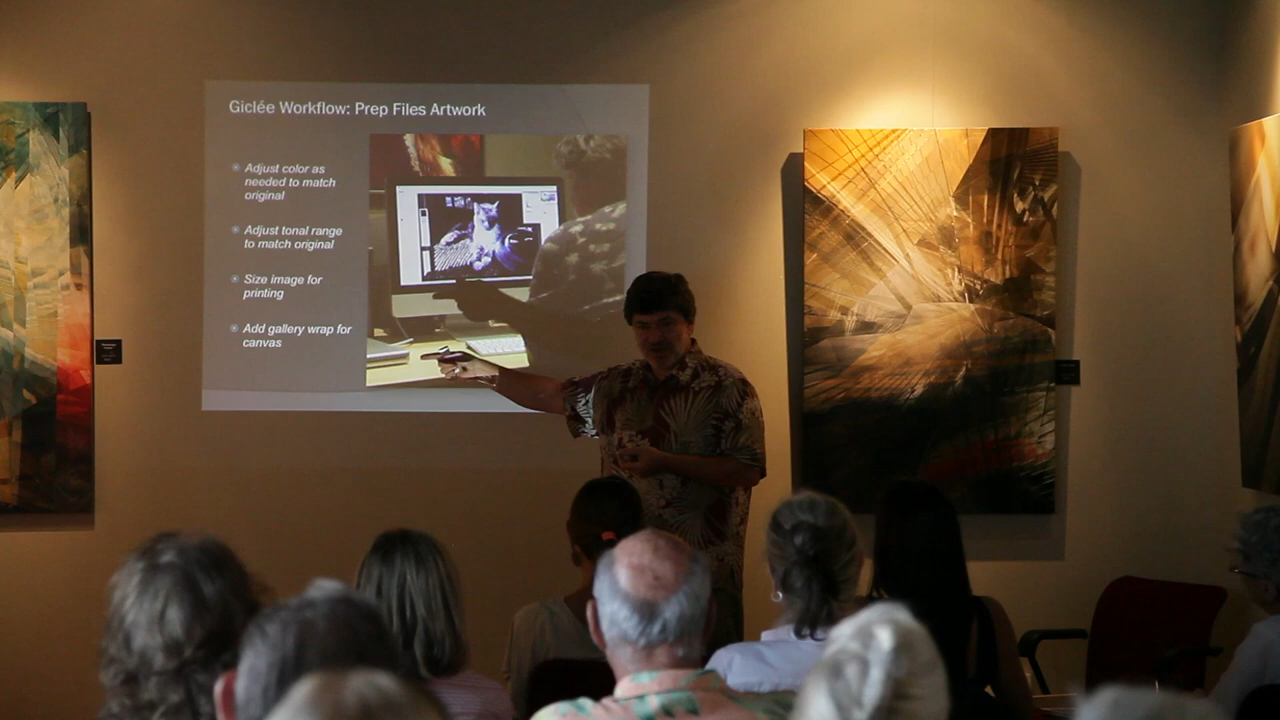 Giclée Workflow: Prep Files Artwork
Adjust color as
needed to match
original
Adjust tonal range
to match original
Size image for
printing
Add gallery wrap for
canvas